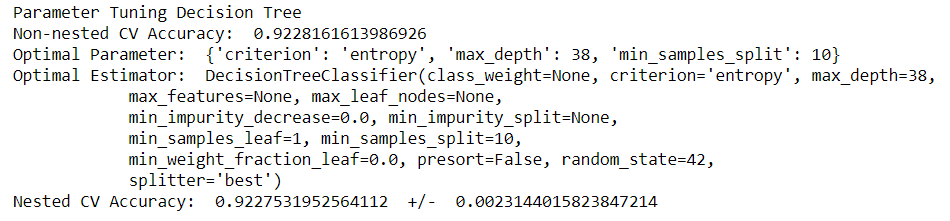 Parameter Tuning Decision Tree
Non-nested CV Accuracy:  0.9228161613986926
Optimal Parameter:  {'criterion': 'entropy', 'max_depth': 38, 'min_samples_split': 10}
Optimal Estimator:  DecisionTreeClassifier(class_weight=None, criterion='entropy', max_depth=38,
            max_features=None, max_leaf_nodes=None,
            min_impurity_decrease=0.0, min_impurity_split=None,
            min_samples_leaf=1, min_samples_split=10,
            min_weight_fraction_leaf=0.0, presort=False, random_state=42,
            splitter='best')
Nested CV Accuracy:  0.9227531952564112  +/-  0.0023144015823847214